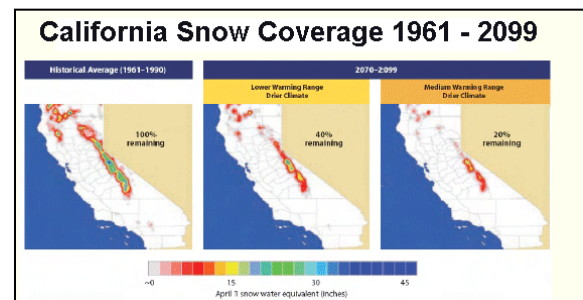 California Snow Coverage 1961 - 2099
Historical Average (1961–1990)
2070–2099
Lower Warming Range
Drier Climate
Medium Warming Range
Drier Climate
100%
remaining
40%
remaining
20%
remaining
~0
15
30
45
April 1 snow water equivalent (inches)